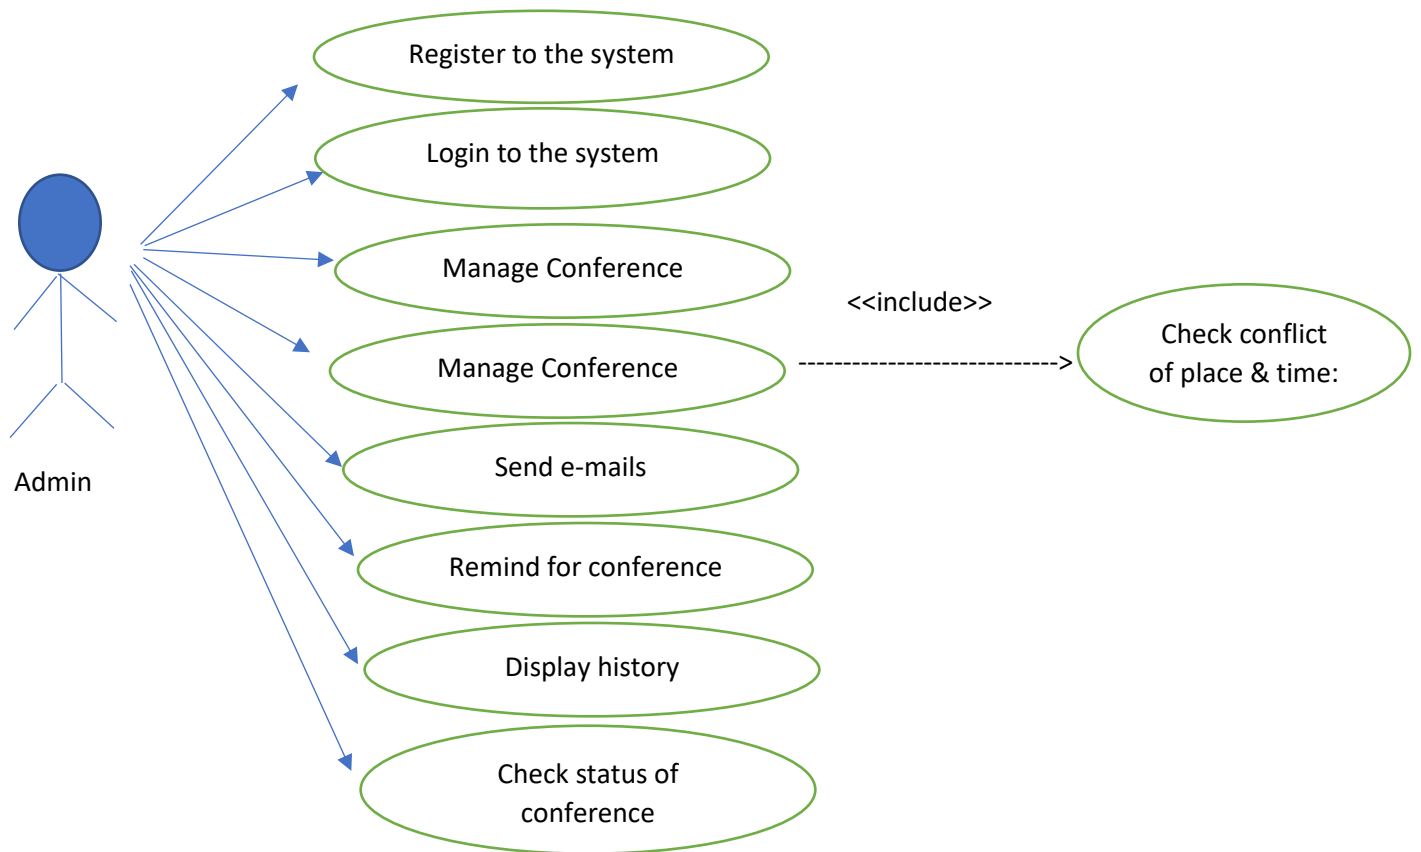 Register to the system
Login to the system
Manage Conference
<<include>>
Manage Conference
Check conflict
of place & time:
Send e-mails
Admin
Remind for conference
Display history
Check status of
conference